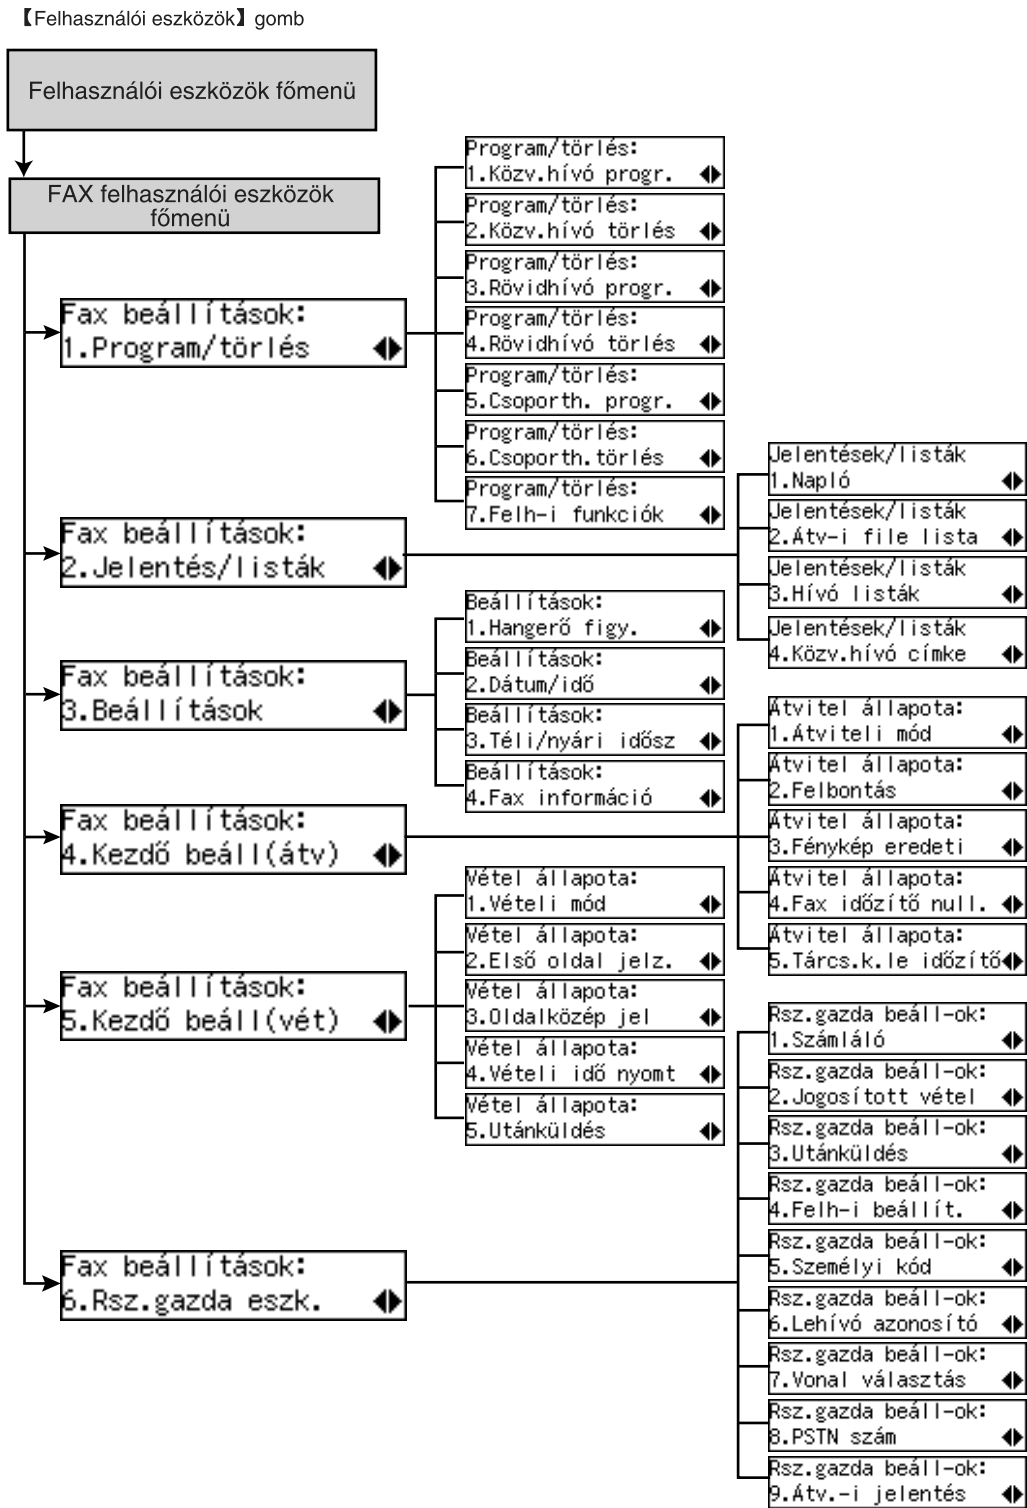 【Felhasználói eszközök】gomb
Felhasználói eszközök főmenü
FAX felhasználói eszközök
főmenü
Fax beállítások:
1.Program/törlés
Program/törlés:
1.Közv.hívó progr.
Program/törlés:
2.Közv.hívó törlés
Program/törlés:
3.Rövidhívó progr.
Program/törlés:
4.Rövidhívó törlés
Program/törlés:
5.Csoporth. progr.
Program/törlés:
6.Csoporth.törlés
Program/törlés:
7.Felh-i funkciók
Fax beállítások:
2.Jelentés/listák
Jelentések/listák
1.Napló
Jelentések/listák
2.Átv-i file lista
Jelentések/listák
3.Hívó listák
Jelentések/listák
4.Közv.hívó címke
Fax beállítások:
3.Beállítások
Beállítások:
1.Hangerő figy.
Beállítások:
2.Dátum/idő
Beállítások:
3.Téli/nyári idősz
Beállítások:
4.Fax információ
Fax beállítások:
4.Kezdő beáll(átv)
Átvitel állapota:
1.Átviteli mód
Átvitel állapota:
2.Felbontás
Átvitel állapota:
3.Fénykép eredeti
Átvitel állapota:
4.Fax időzítő null.
Átvitel állapota:
5.Tárcs.k.le időzítő
Fax beállítások:
5.Kezdő beáll(vét)
Vétel állapota:
1.Vételi mód
Vétel állapota:
2.Első oldal jelz.
Vétel állapota:
3.Oldalközép jel
Vétel állapota:
4.Vételi idő nyomt
Vétel állapota:
5.Utánküldés
Fax beállítások:
6.Rsz.gazda eszk.
Rsz.gazda beáll-ok:
1.Számláló
Rsz.gazda beáll-ok:
2.Jogosított vétel
Rsz.gazda beáll-ok:
3.Utánküldés
Rsz.gazda beáll-ok:
4.Felh-i beállít.
Rsz.gazda beáll-ok:
5.Személyi kód
Rsz.gazda beáll-ok:
6.Lehívó azonosító
Rsz.gazda beáll-ok:
7.Vonal választás
Rsz.gazda beáll-ok:
8.PSTN szám
Rsz.gazda beáll-ok:
9.Átv.-i jelentés